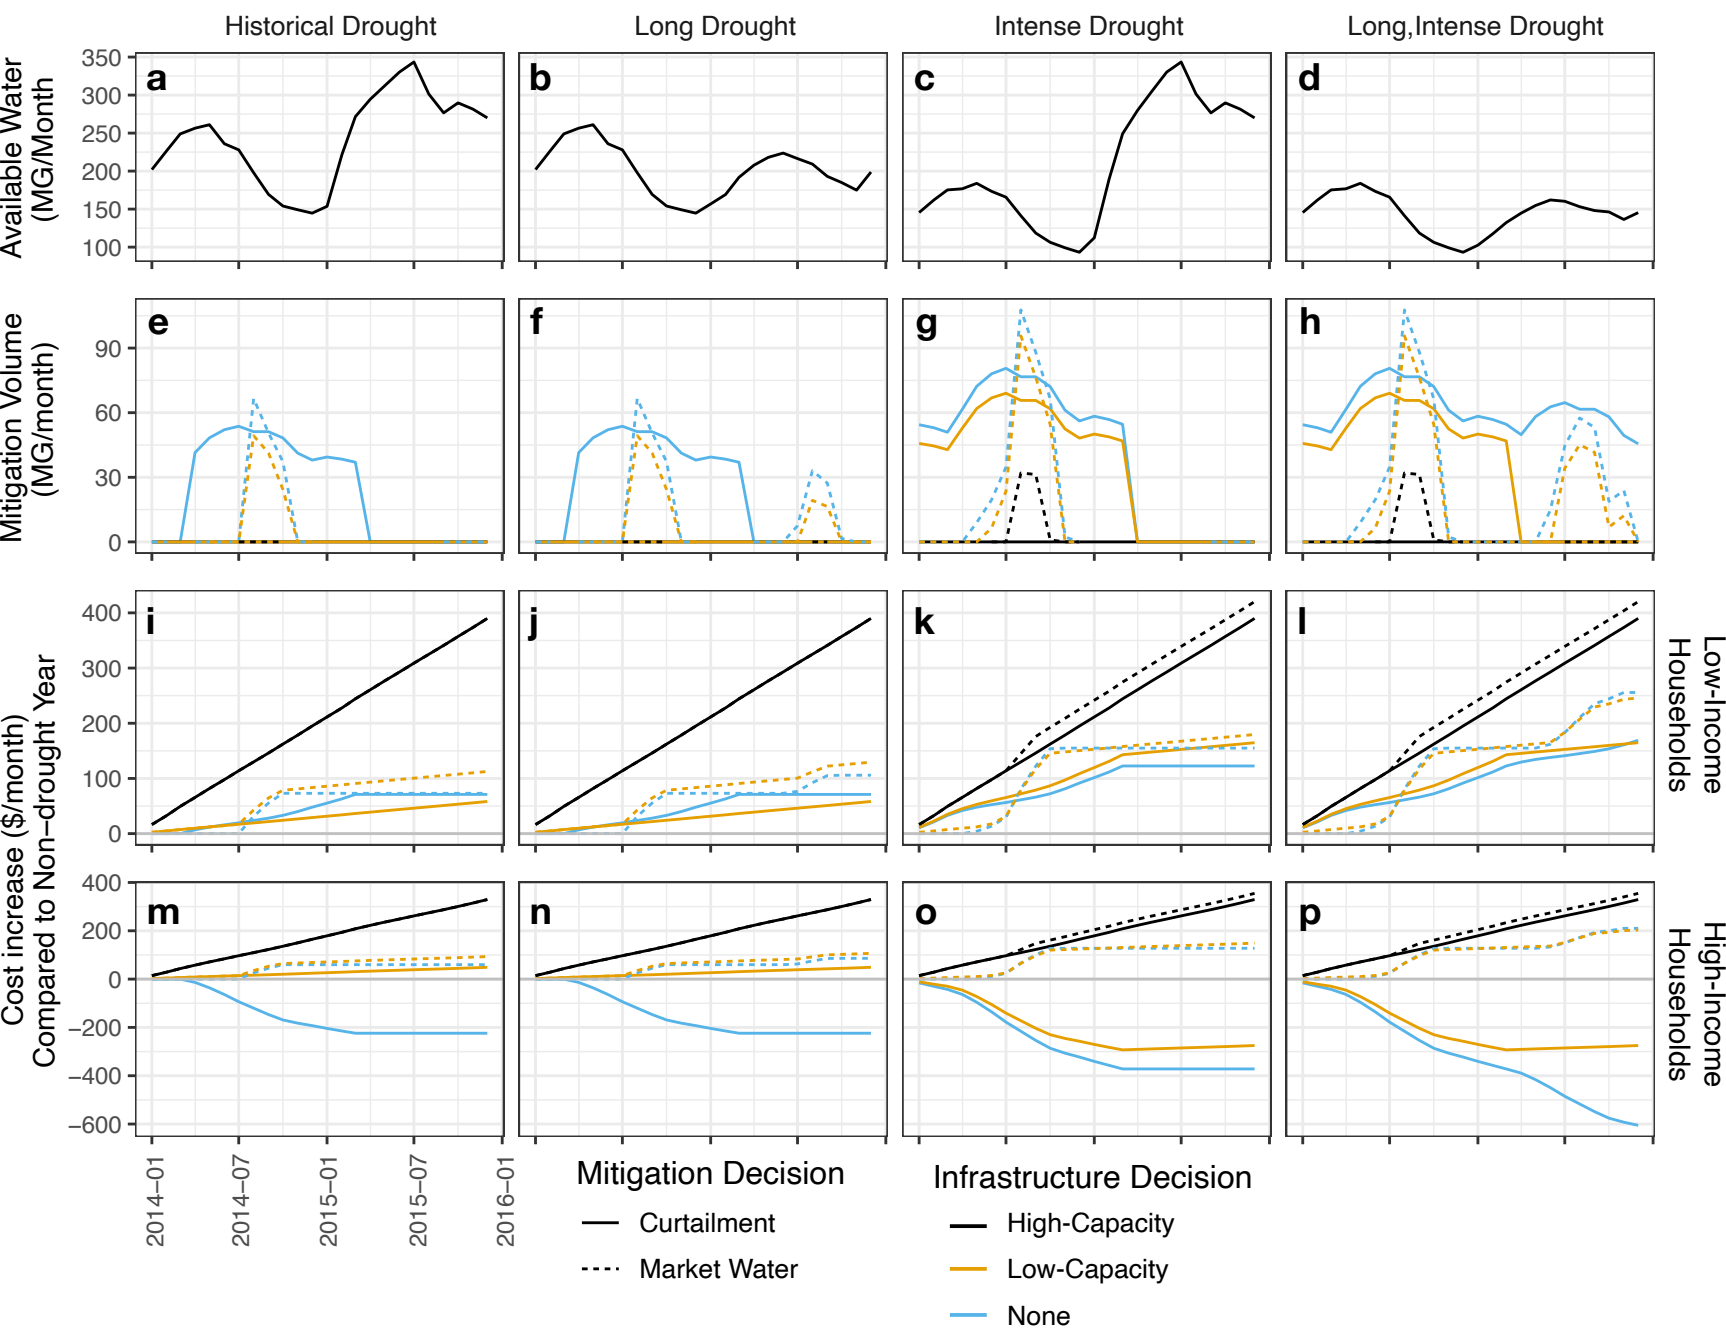 Historical Drought
Long Drought
Intense Drought
Long,Intense Drought
Available Water
(MG/Month
350
300
250
200
150
100
a
b
c
d
Mitigation Volume
(MG/month)
90
60
30
0
e
f
g
h
Cost increase ($/month)
Compared to Non−drought Year
400
300
200
100
0
i
j
k
l
Low-Income
Households
400
200
0
−200
−400
−600
m
n
o
p
High-Income
Households
2014−01
2014−07
2015−01
2015−07
2016−01
Mitigation Decision
Curtailment
Market Water
Infrastructure Decision
High-Capacity
Low-Capacity
None